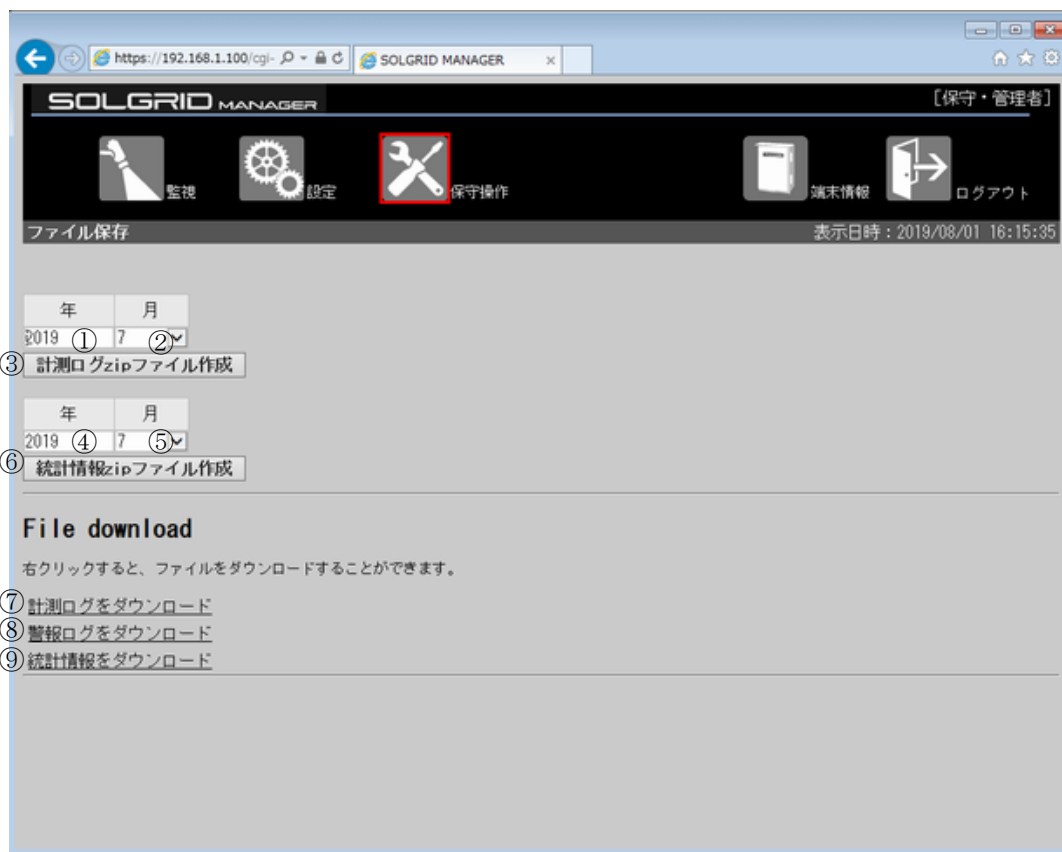 https://192.168.1.100/cgi- SOLGRID MANAGER
SOLGRID MANAGER [保守・管理者]
監視 設定 保守操作 端末情報 ログアウト
ファイル保存 表示日時:2019/08/01 16:15:35
年 月
2019 ① 7 ②
③ 計測ログzipファイル作成
年 月
2019 ④ 7 ⑤
⑥ 統計情報zipファイル作成
File download
右クリックすると、ファイルをダウンロードすることができます。
⑦ 計測ログをダウンロード
⑧ 警報ログをダウンロード
⑨ 統計情報をダウンロード